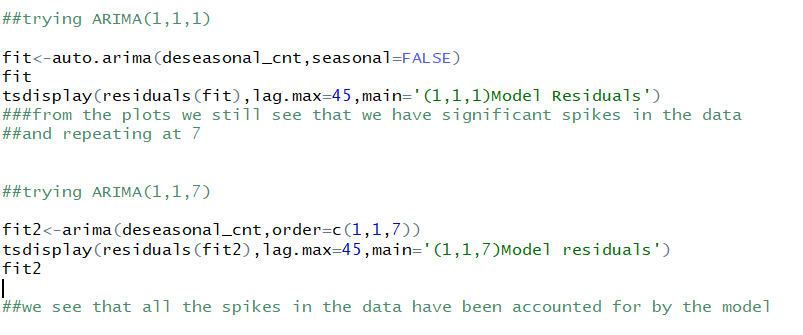 ##trying ARIMA(1,1,1)
fit<-auto.arima(deseasonal_cnt,seasonal=FALSE)
fit
tsdisplay(residuals(fit),lag.max=45,main='(1,1,1)Model Residuals')
###from the plots we still see that we have significant spikes in the data
##and repeating at 7
##trying ARIMA(1,1,7)
fit2<-arima(deseasonal_cnt,order=c(1,1,7))
tsdisplay(residuals(fit2),lag.max=45,main='(1,1,7)Model residuals')
fit2
##we see that all the spikes in the data have been accounted for by the model